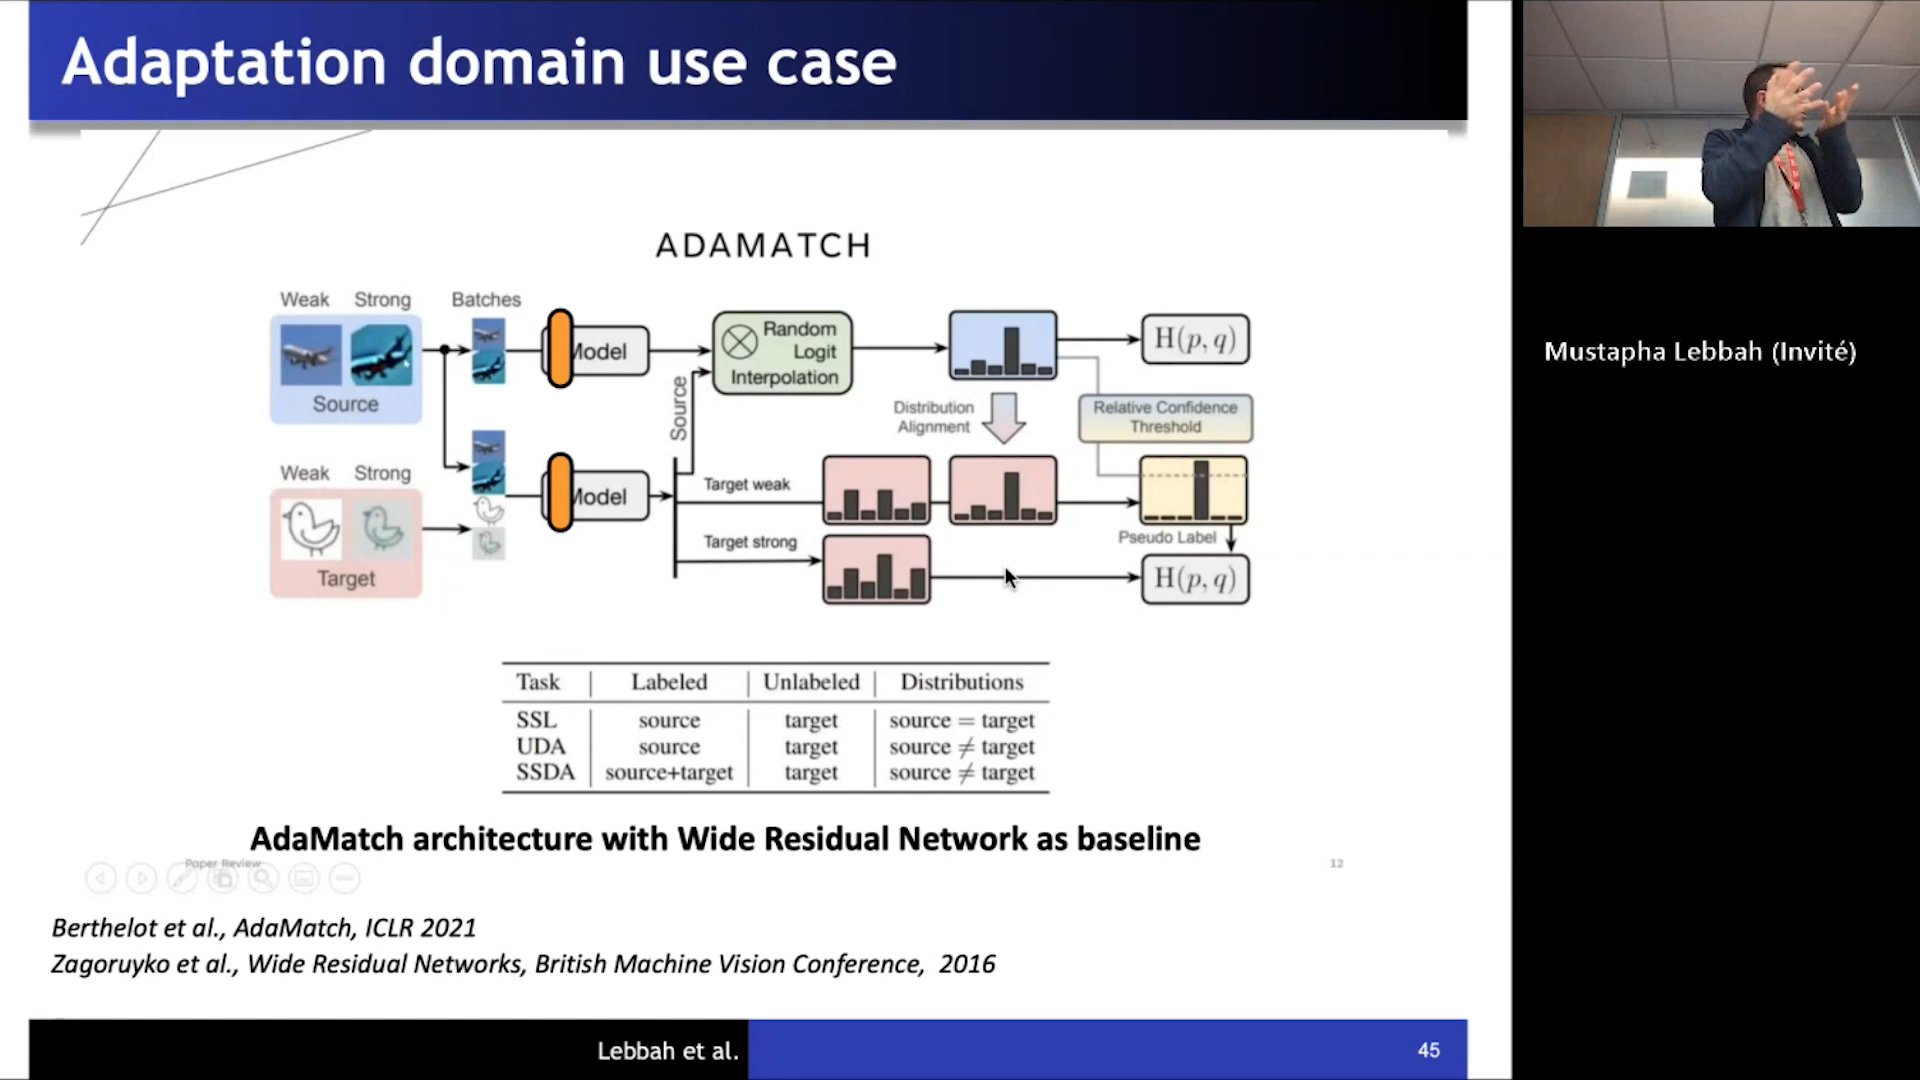 Adaptation domain use case
ADAMATCH
Weak Strong Batches
Source
Model
Random
Logit
Interpolation
H(p, q)
Source
Distribution
Alignment
Relative Confidence
Threshold
Weak Strong
Target
Model
Target weak
Target strong
Pseudo Label
H(p, q)
Task Labeled Unlabeled Distributions
SSL source target source = target
UDA source target source ≠ target
SSDA source+target target source ≠ target
AdaMatch architecture with Wide Residual Network as baseline
Paper Review
12
Berthelot et al., AdaMatch, ICLR 2021
Zagoruyko et al., Wide Residual Networks, British Machine Vision Conference, 2016
Lebbah et al.
45
Mustapha Lebbah (Invité)